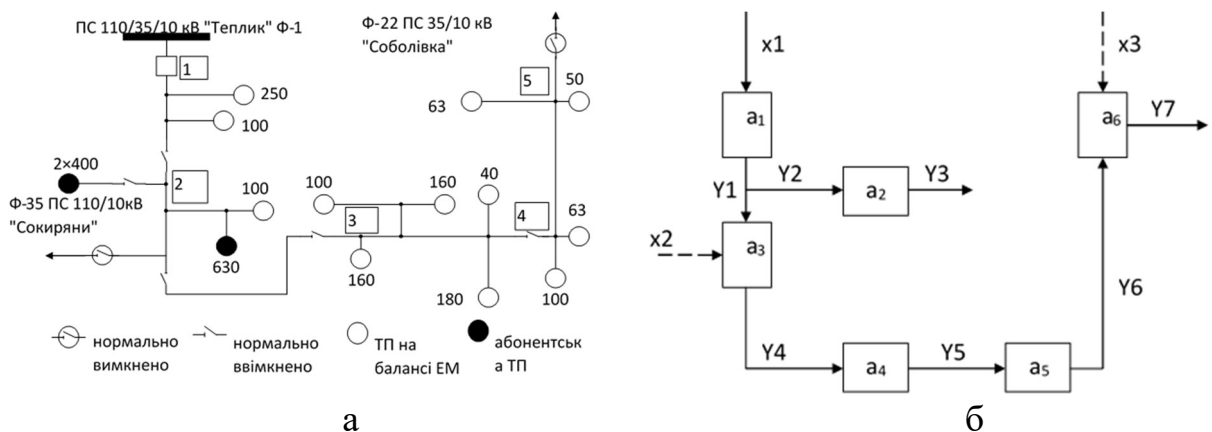 ПС 110/35/10 кВ "Теплик" Ф-1
1
250
100
2×400
2
100
Ф-35 ПС 110/10кВ
"Сокиряни"
630
Ф-22 ПС 35/10 кВ
"Соболівка"
5
50
63
100
160
40
3
4
63
160
180
100
нормально
вимкнено
нормально
ввімкнено
ТП на
балансі ЕМ
абонентськ
а ТП
а
x1
a1
Y1
Y2
a2
Y3
x2
a3
Y4
a4
Y5
a5
Y6
x3
a6
Y7
б